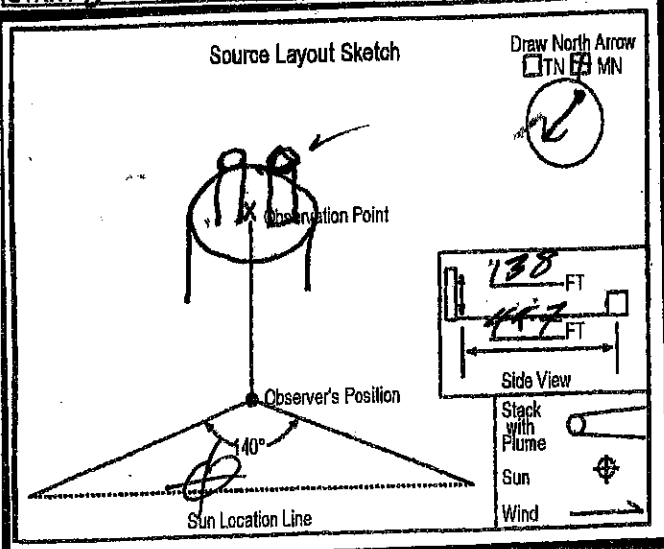 Source Layout Sketch
Draw North Arrow
TN MN
X Observation Point
138 FT
447 FT
Side View
Observer's Position
140°
Sun Location Line
Stack
with
Plume
Sun
Wind